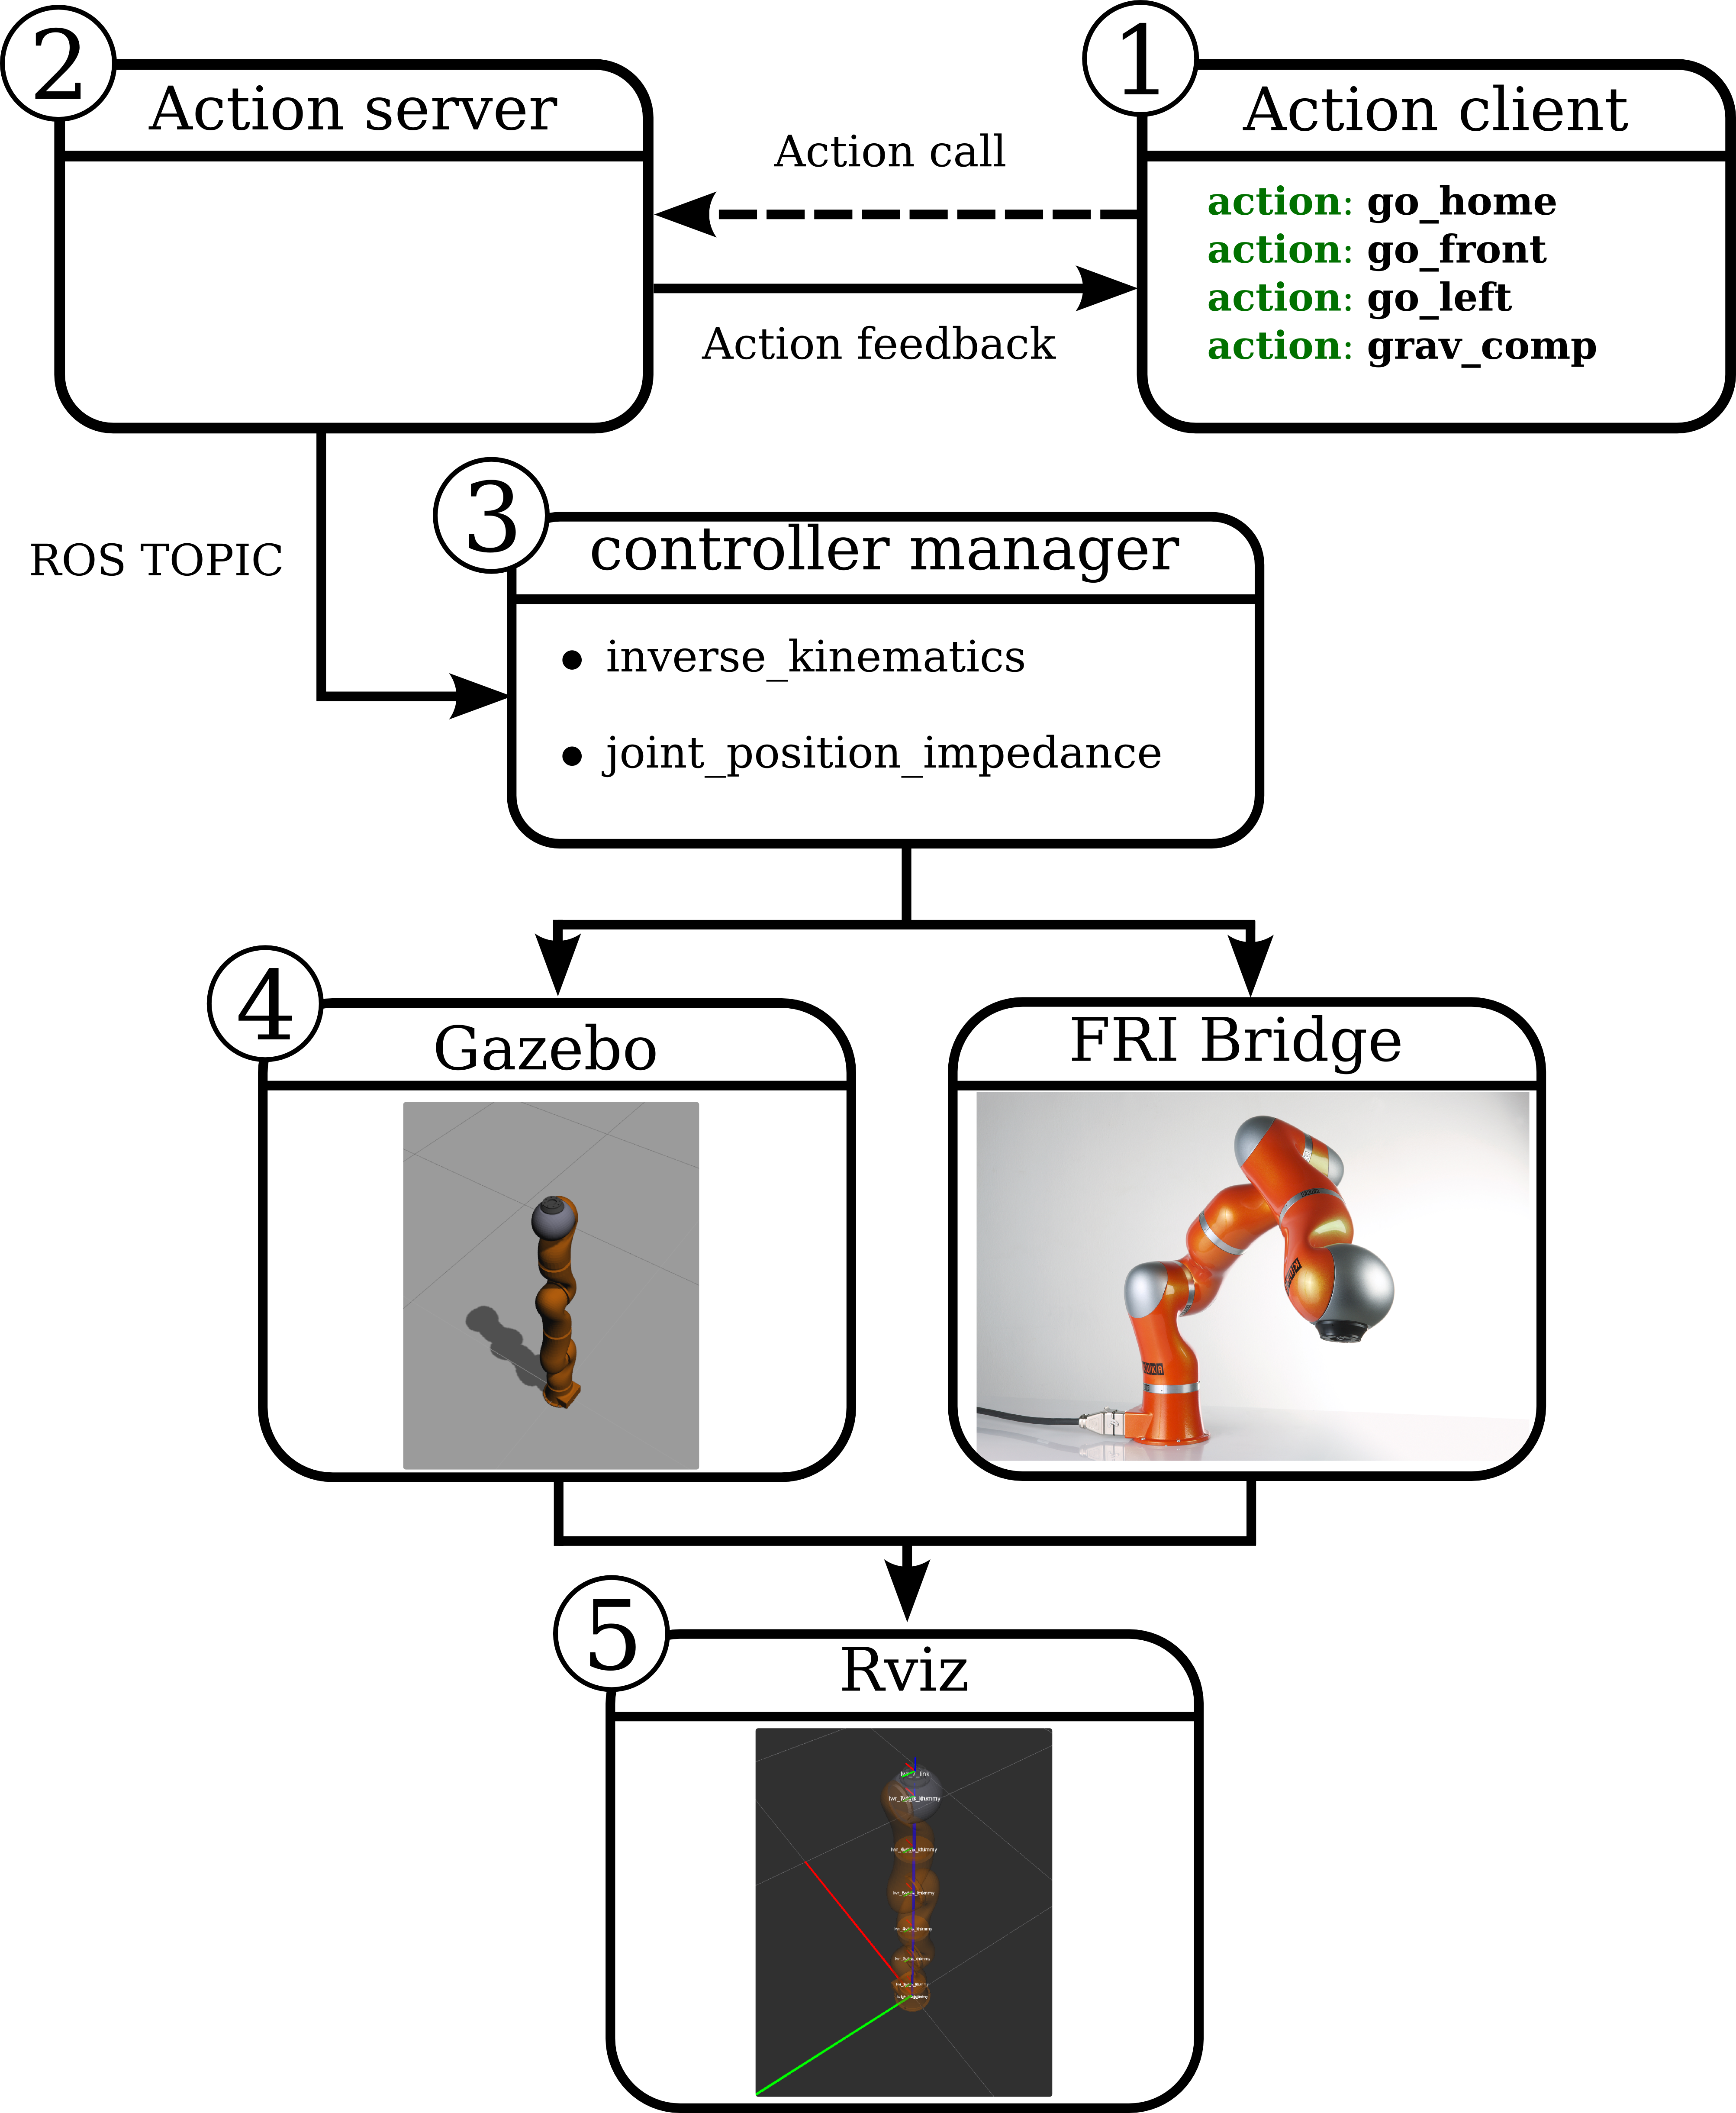 2
Action server
1
Action client
Action call
Action feedback
action: go_home
action: go_front
action: go_left
action: grav_comp
ROS TOPIC
3
controller manager
● inverse_kinematics
● joint_position_impedance
4
Gazebo
FRI Bridge
5
Rviz